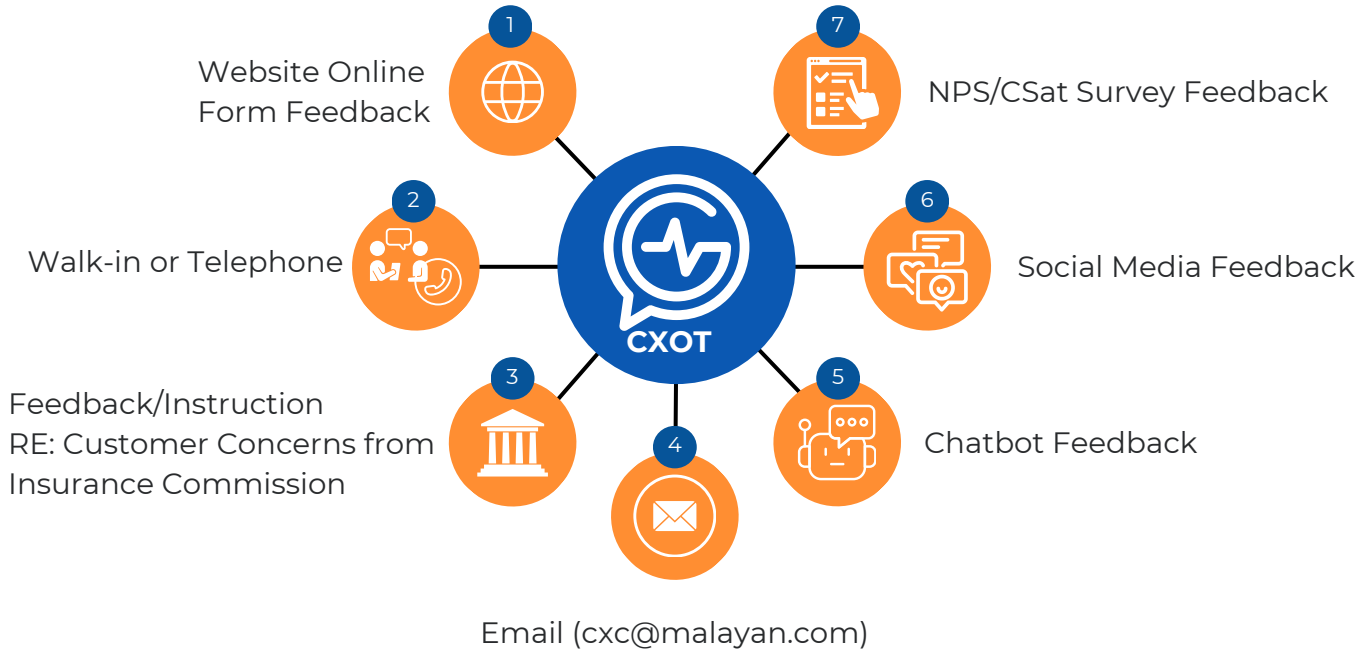 1
Website Online
Form Feedback
2
Walk-in or Telephone
3
Feedback/Instruction
RE: Customer Concerns from
Insurance Commission
4
Email (cxc@malayan.com)
5
Chatbot Feedback
6
Social Media Feedback
7
NPS/CSat Survey Feedback
CXOT